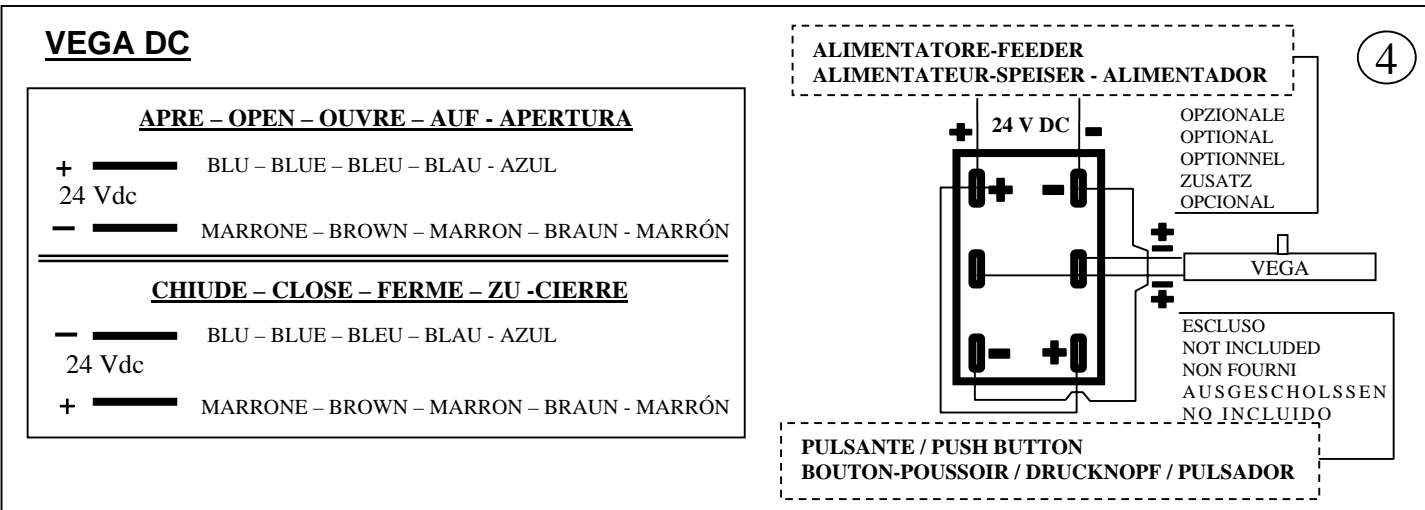 VEGA DC
APRE – OPEN – OUVRE – AUF - APERTURA
+ BLU – BLUE – BLEU – BLAU - AZUL
24 Vdc
– MARRONE – BROWN – MARRON – BRAUN - MARRÓN
CHIUDE – CLOSE – FERME – ZU -CIERRE
– BLU – BLUE – BLEU – BLAU - AZUL
24 Vdc
+ MARRONE – BROWN – MARRON – BRAUN - MARRÓN
ALIMENTATORE-FEEDER
ALIMENTATEUR-SPEISER - ALIMENTADOR
4
+ 24 V DC -
OPZIONALE
OPTIONAL
OPTIONNEL
ZUSATZ
OPCIONAL
+ -
+
-
VEGA
-
+
- +
ESCLUSO
NOT INCLUDED
NON FOURNI
AUSGESCHOLSSEN
NO INCLUIDO
PULSANTE / PUSH BUTTON
BOUTON-POUSSOIR / DRUCKNOPF / PULSADOR